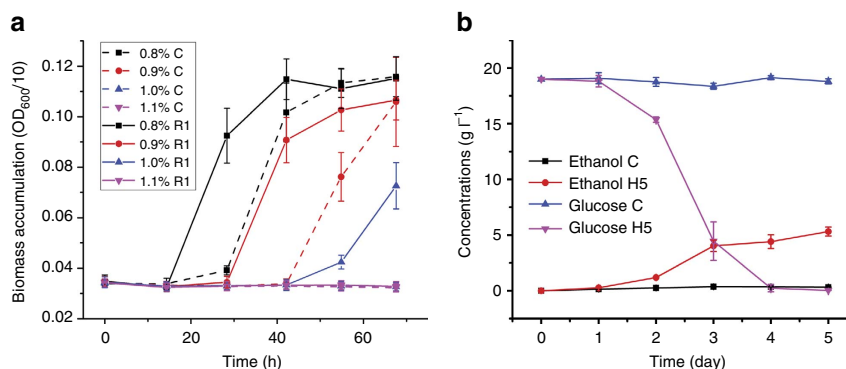 a
Biomass accumulation (OD600/10)
0.12
0.10
0.08
0.06
0.04
0.02
0.8% C
0.9% C
1.0% C
1.1% C
0.8% R1
0.9% R1
1.0% R1
1.1% R1
0 20 40 60
Time (h)
b
Concentrations (g l–1)
20
15
10
5
0
Ethanol C
Ethanol H5
Glucose C
Glucose H5
0 1 2 3 4 5
Time (day)